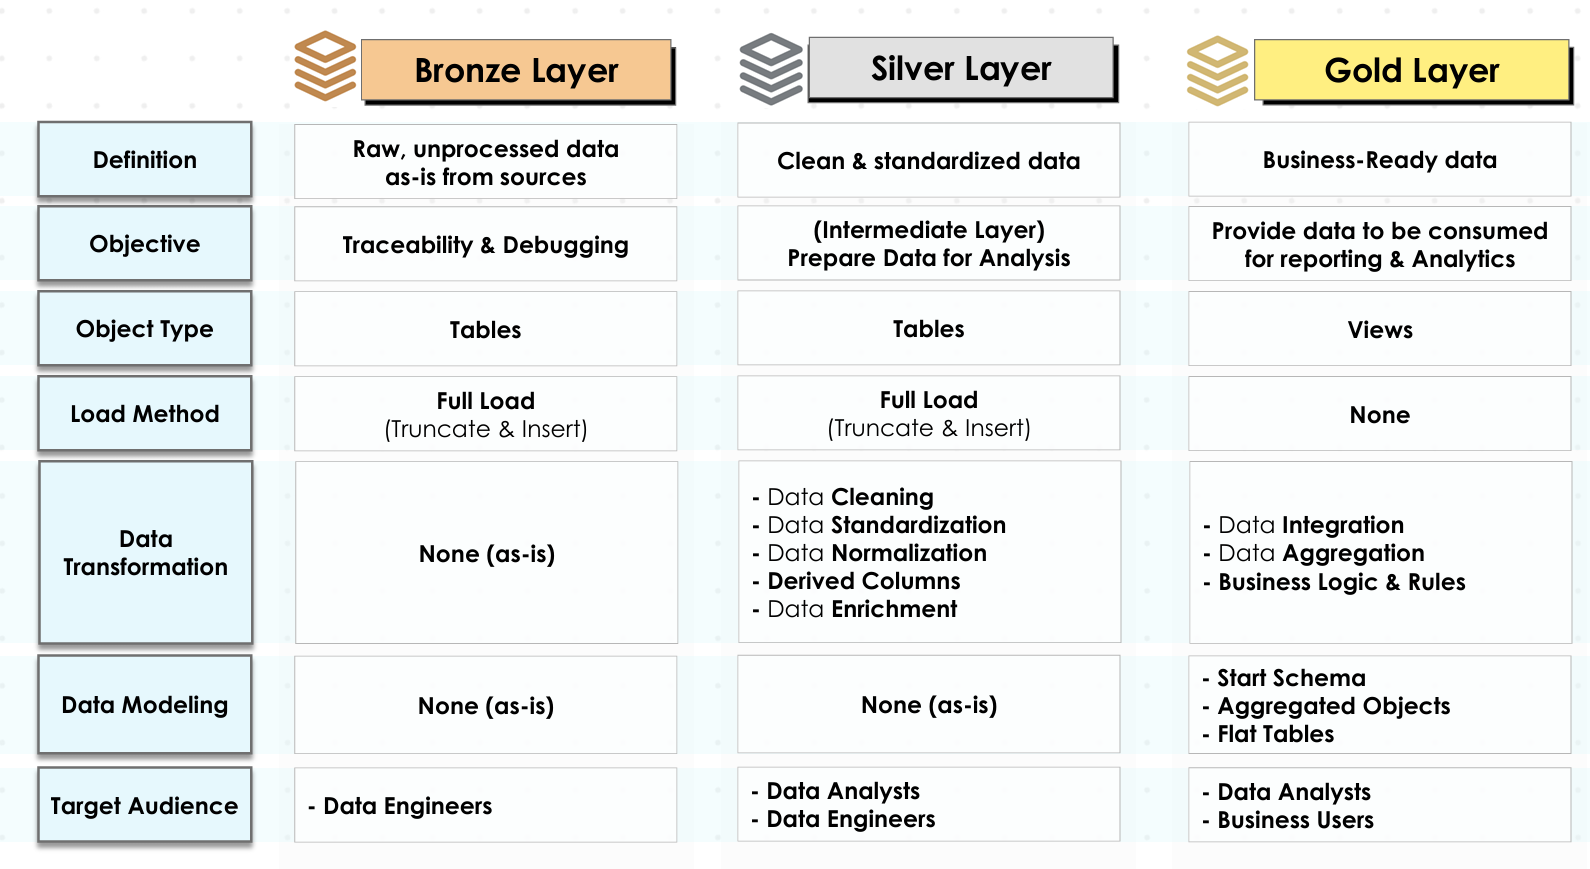 Bronze Layer
Silver Layer
Gold Layer
Definition
Raw, unprocessed data
as-is from sources
Clean & standardized data
Business-Ready data
Objective
Traceability & Debugging
(Intermediate Layer)
Prepare Data for Analysis
Provide data to be consumed
for reporting & Analytics
Object Type
Tables
Tables
Views
Load Method
Full Load
(Truncate & Insert)
Full Load
(Truncate & Insert)
None
Data
Transformation
None (as-is)
- Data Cleaning
- Data Standardization
- Data Normalization
- Derived Columns
- Data Enrichment
- Data Integration
- Data Aggregation
- Business Logic & Rules
Data Modeling
None (as-is)
None (as-is)
- Start Schema
- Aggregated Objects
- Flat Tables
Target Audience
- Data Engineers
- Data Analysts
- Data Engineers
- Data Analysts
- Business Users